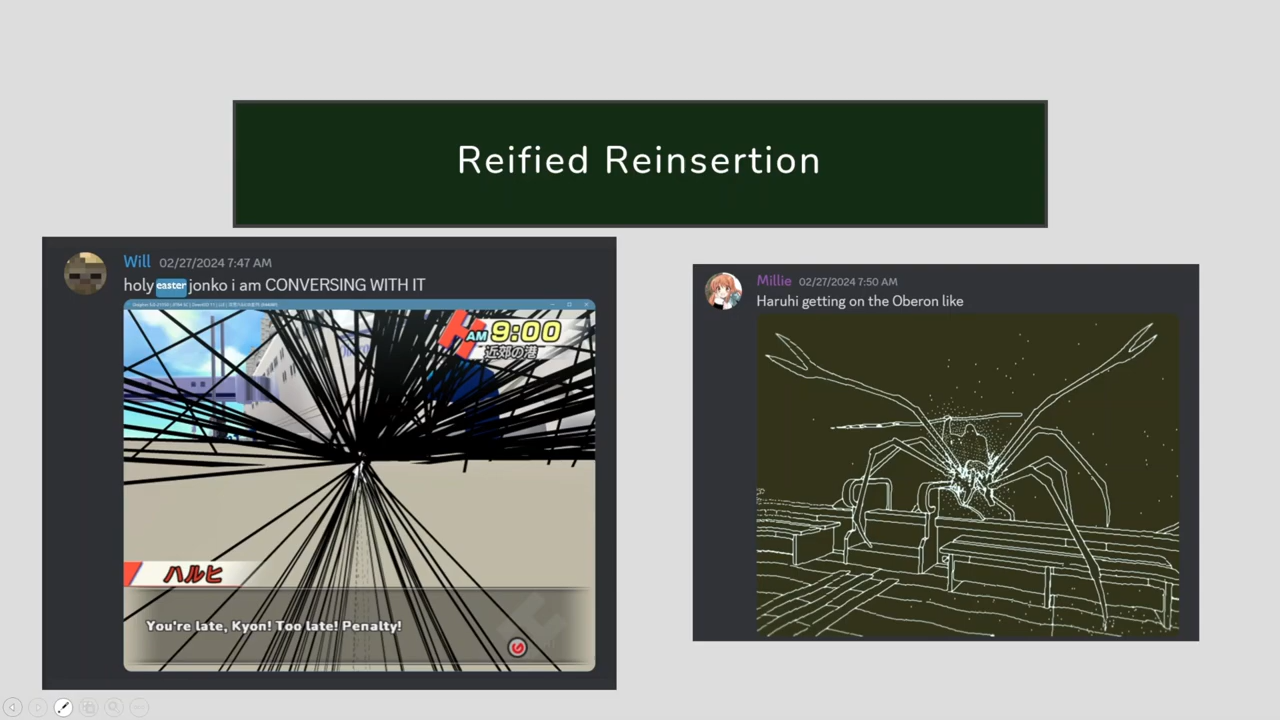 Reified Reinsertion
Will 02/27/2024 7:47 AM
holy easter jonko i am CONVERSING WITH IT
AM 9:00
近郊の港
ハルヒ
You're late, Kyon! Too late! Penalty!
Millie 02/27/2024 7:50 AM
Haruhi getting on the Oberon like